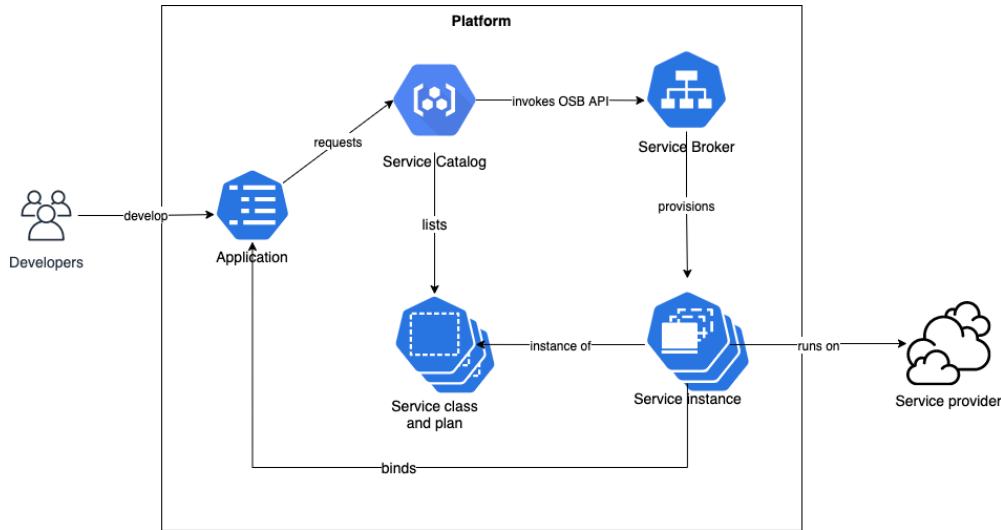 Platform
invokes OSB API
requests
Service Catalog
Service Broker
develop
lists
provisions
Developers
Application
instance of
runs on
Service class
and plan
Service instance
Service provider
binds